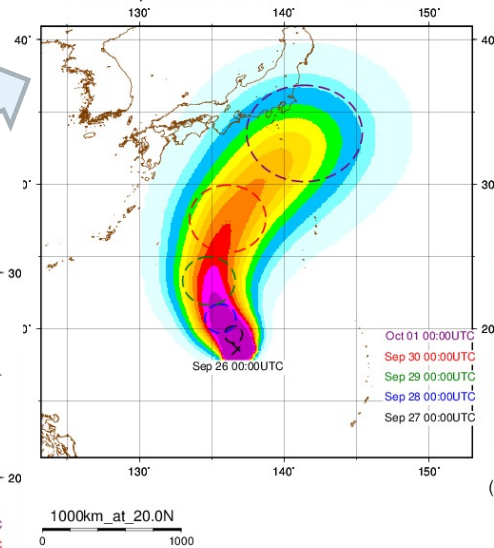 130˚ 140˚ 150˚
40˚
0˚ 30˚
30
0˚ 20˚
Sep 26 00:00UTC
Oct 01 00:00UTC
Sep 30 00:00UTC
Sep 29 00:00UTC
Sep 28 00:00UTC
Sep 27 00:00UTC
130˚ 140˚ 150˚
20
(
1000km_at_20.0N
0 1000